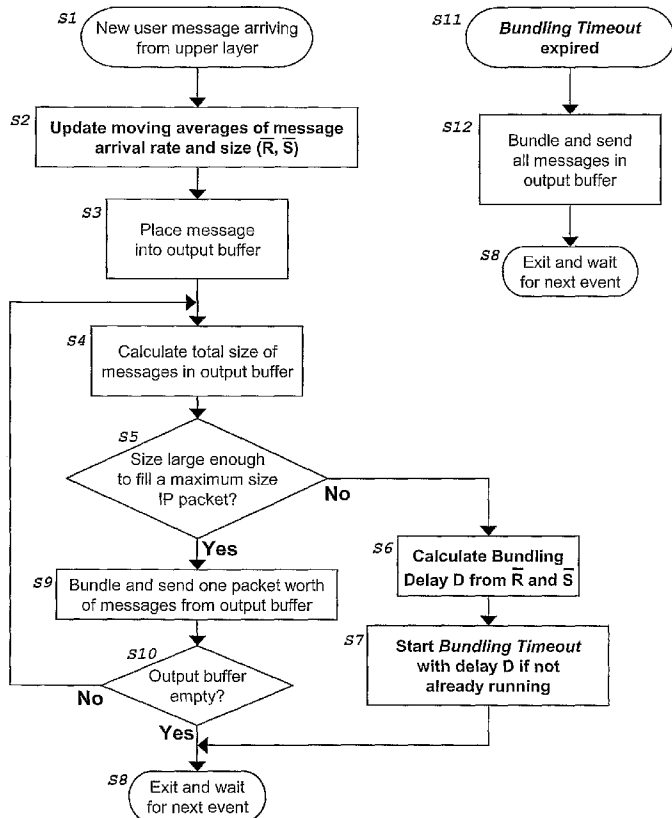 S1
New user message arriving
from upper layer
S2
Update moving averages of message
arrival rate and size (R̅, S̅)
S3
Place message
into output buffer
S4
Calculate total size of
messages in output buffer
S5
Size large enough
to fill a maximum size
IP packet?
No
Yes
S6
Calculate Bundling
Delay D from R̅ and S̅
S7
Start Bundling Timeout
with delay D if not
already running
S9
Bundle and send one packet worth
of messages from output buffer
S10
Output buffer
empty?
No
Yes
S8
Exit and wait
for next event
S11
Bundling Timeout
expired
S12
Bundle and send
all messages in
output buffer
S8
Exit and wait
for next event